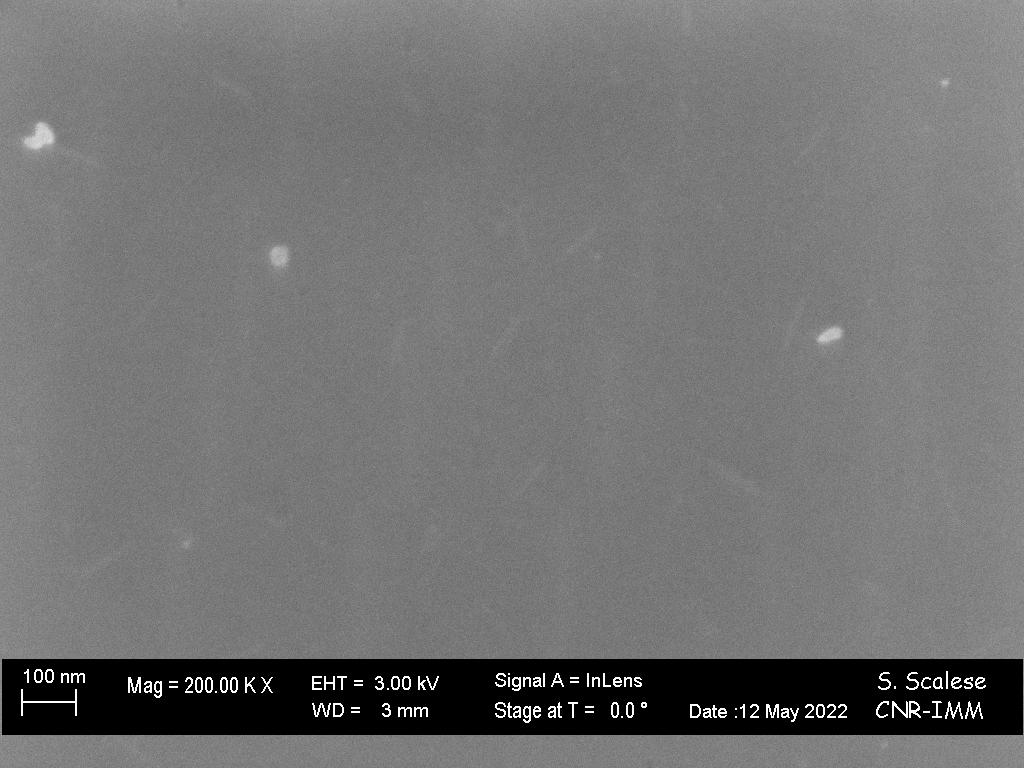 100 nm
Mag = 200.00 K X
EHT = 3.00 kV
WD = 3 mm
Signal A = InLens
Stage at T = 0.0 °
Date :12 May 2022
S. Scalese
CNR-IMM